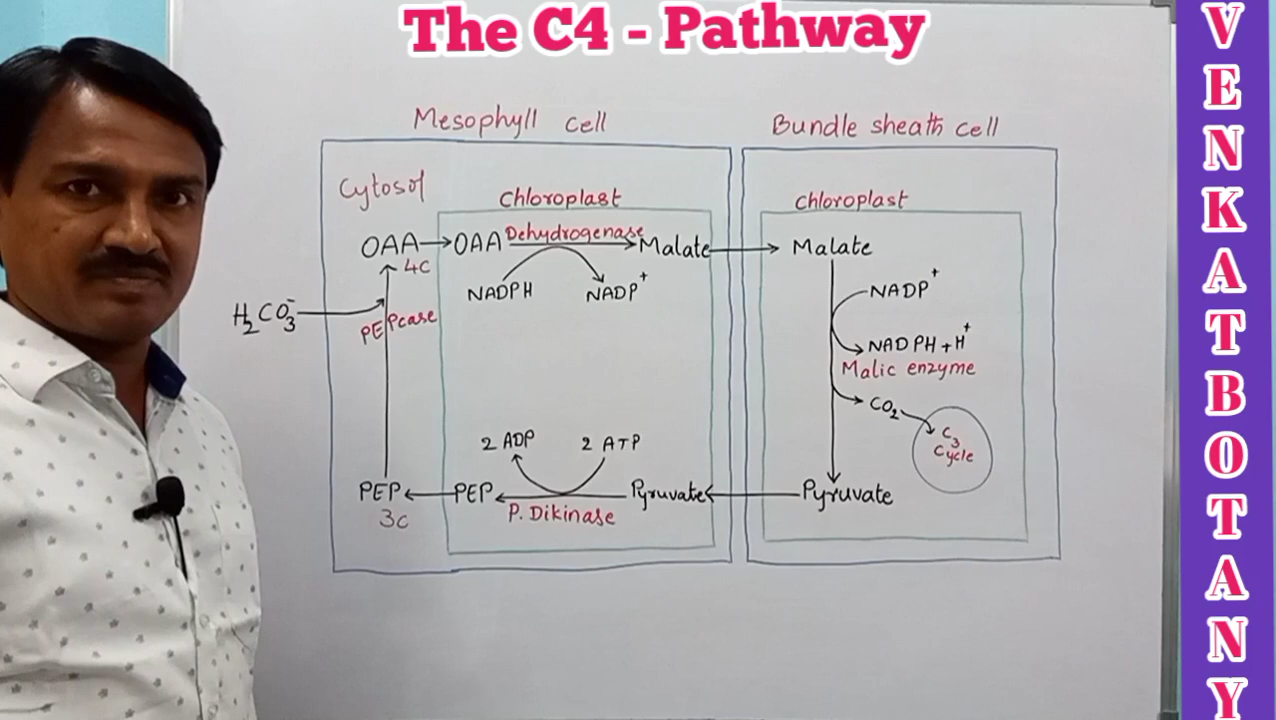 The C4 - Pathway
VENKATBOTANY
Mesophyll cell
Bundle sheath cell
Cytosol
Chloroplast
chloroplast
OAA
4C
OAA
Dehydrogenase
Malate
Malate
NADPH
NADP+
NADP+
H2CO3-
PEPcase
NADPH + H+
Malic enzyme
CO2
C3
Cycle
2 ADP
2 ATP
PEP
3C
PEP
P. Dikinase
Pyruvate
Pyruvate